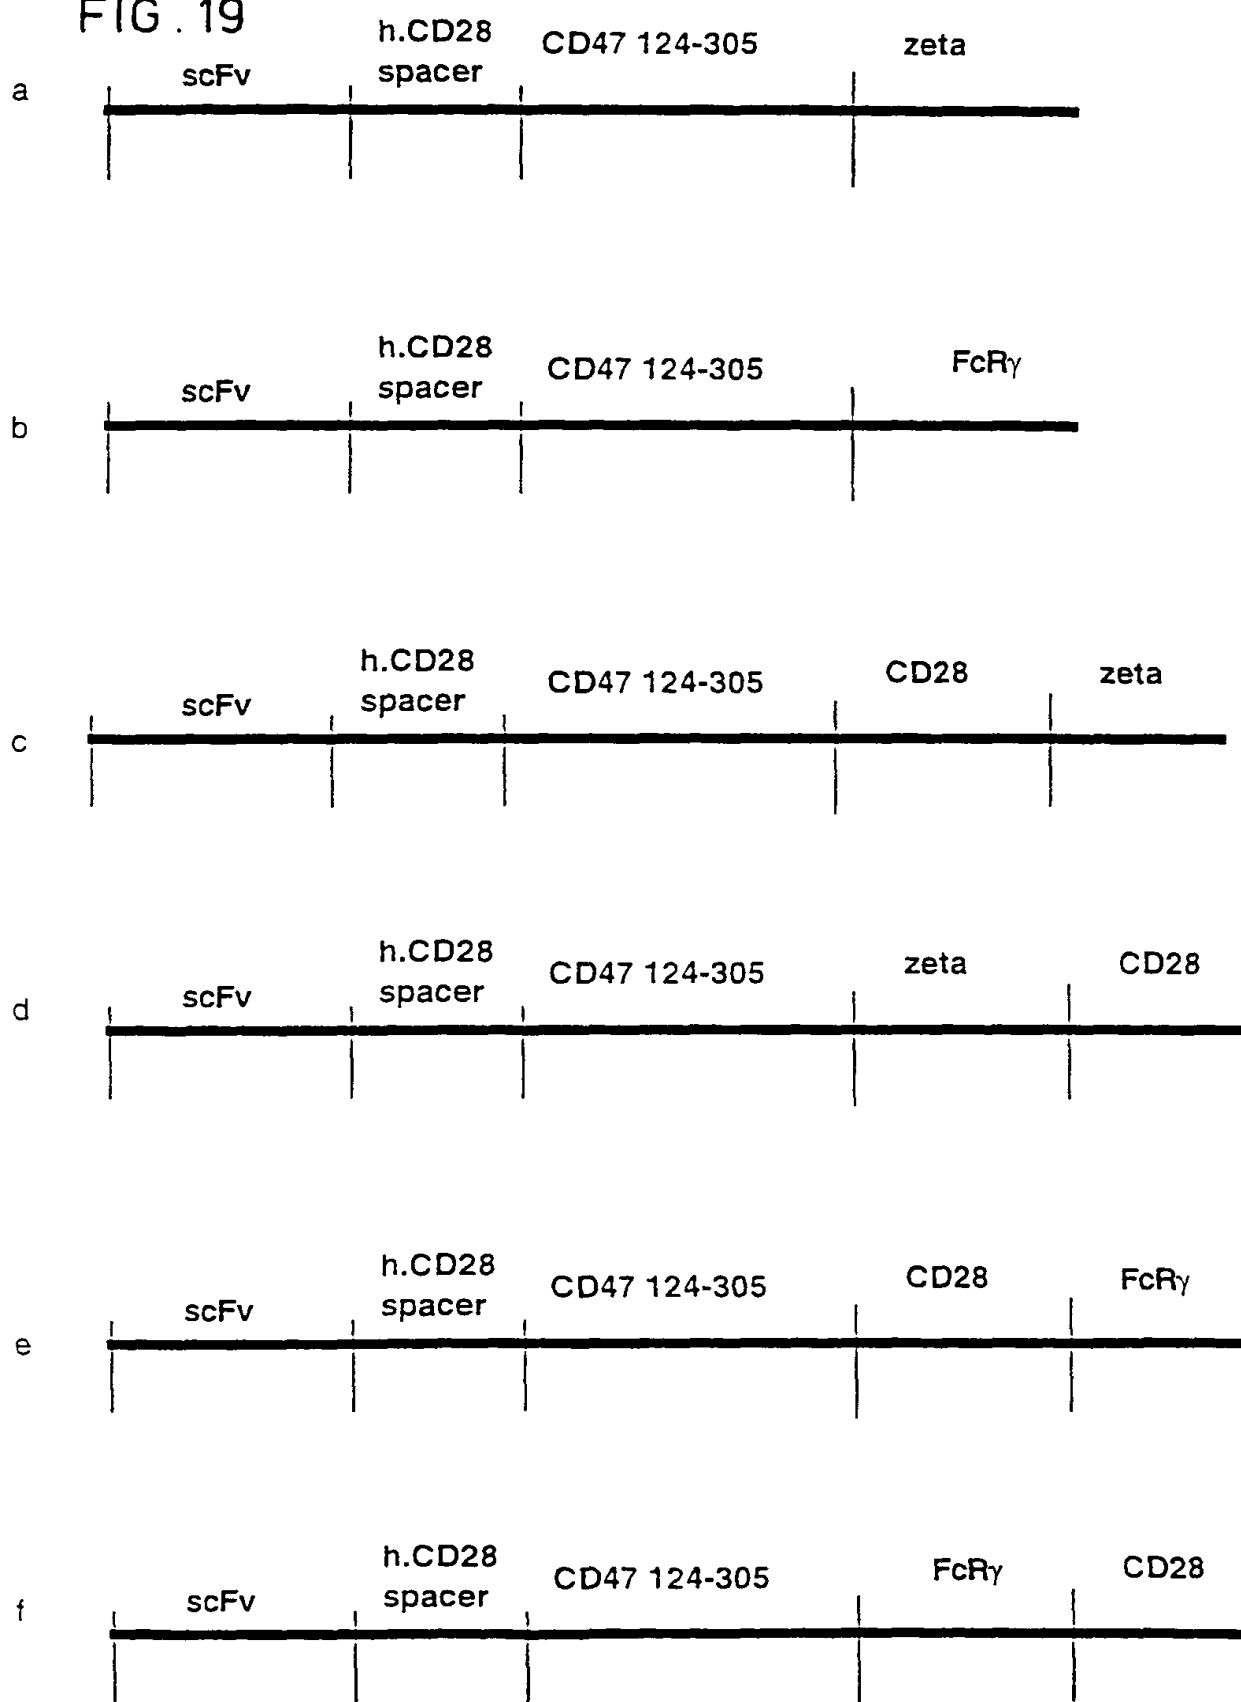 FIG. 19
a
scFv
h.CD28
spacer
CD47 124-305
zeta
b
scFv
h.CD28
spacer
CD47 124-305
FcRγ
c
scFv
h.CD28
spacer
CD47 124-305
CD28
zeta
d
scFv
h.CD28
spacer
CD47 124-305
zeta
CD28
e
scFv
h.CD28
spacer
CD47 124-305
CD28
FcRγ
f
scFv
h.CD28
spacer
CD47 124-305
FcRγ
CD28